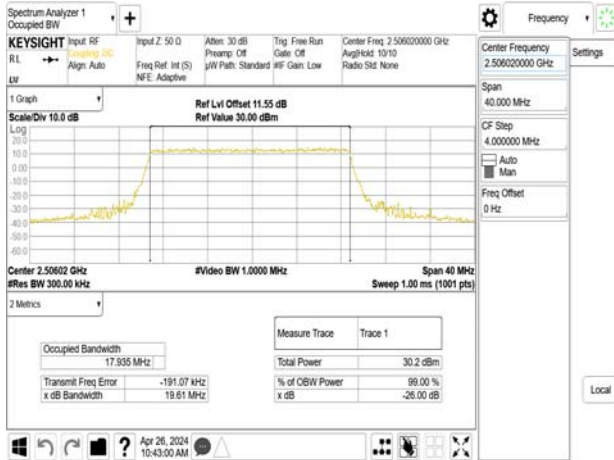 Spectrum Analyzer 1
Occupied BW
Frequency
KEYSIGHT
Input: RF
Coupling: DC
Align: Auto
Input Z: 50 Ω
Freq Ref: Int (S)
NFE: Adaptive
Atten: 30 dB
Preamp: Off
µW Path: Standard
Trig: Free Run
Gate: Off
#IF Gain: Low
Center Freq: 2.506020000 GHz
Avg|Hold: 10/10
Radio Std: None
RL
Center Frequency
2.506020000 GHz
Settings
Span
40.000 MHz
CF Step
4.000000 MHz
Auto
Man
Freq Offset
0 Hz
Local
1 Graph
Scale/Div 10.0 dB
Ref Lvl Offset 11.55 dB
Ref Value 30.00 dBm
Log
20.0
10.0
0.00
-10.0
-20.0
-30.0
-40.0
-50.0
-60.0
Center 2.50602 GHz
#Res BW 300.00 kHz
#Video BW 1.0000 MHz
Span 40 MHz
Sweep 1.00 ms (1001 pts)
2 Metrics
Measure Trace Trace 1
Occupied Bandwidth
17.935 MHz
Total Power 30.2 dBm
Transmit Freq Error -191.07 kHz
% of OBW Power 99.00 %
x dB Bandwidth 19.61 MHz
x dB -26.00 dB
Apr 26, 2024
10:43:00 AM